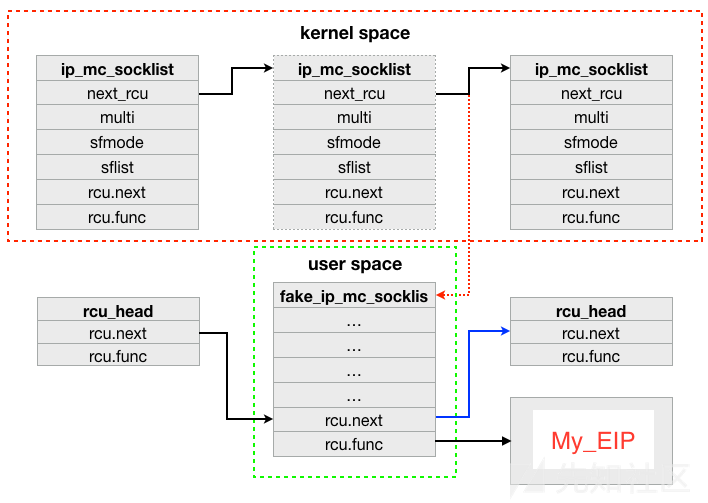 kernel space
ip_mc_socklist
next_rcu
multi
sfmode
sflist
rcu.next
rcu.func
ip_mc_socklist
next_rcu
multi
sfmode
sflist
rcu.next
rcu.func
ip_mc_socklist
next_rcu
multi
sfmode
sflist
rcu.next
rcu.func
rcu_head
rcu.next
rcu.func
user space
fake_ip_mc_socklis
...
...
...
...
rcu.next
rcu.func
rcu_head
rcu.next
rcu.func
My_EIP
先知社区